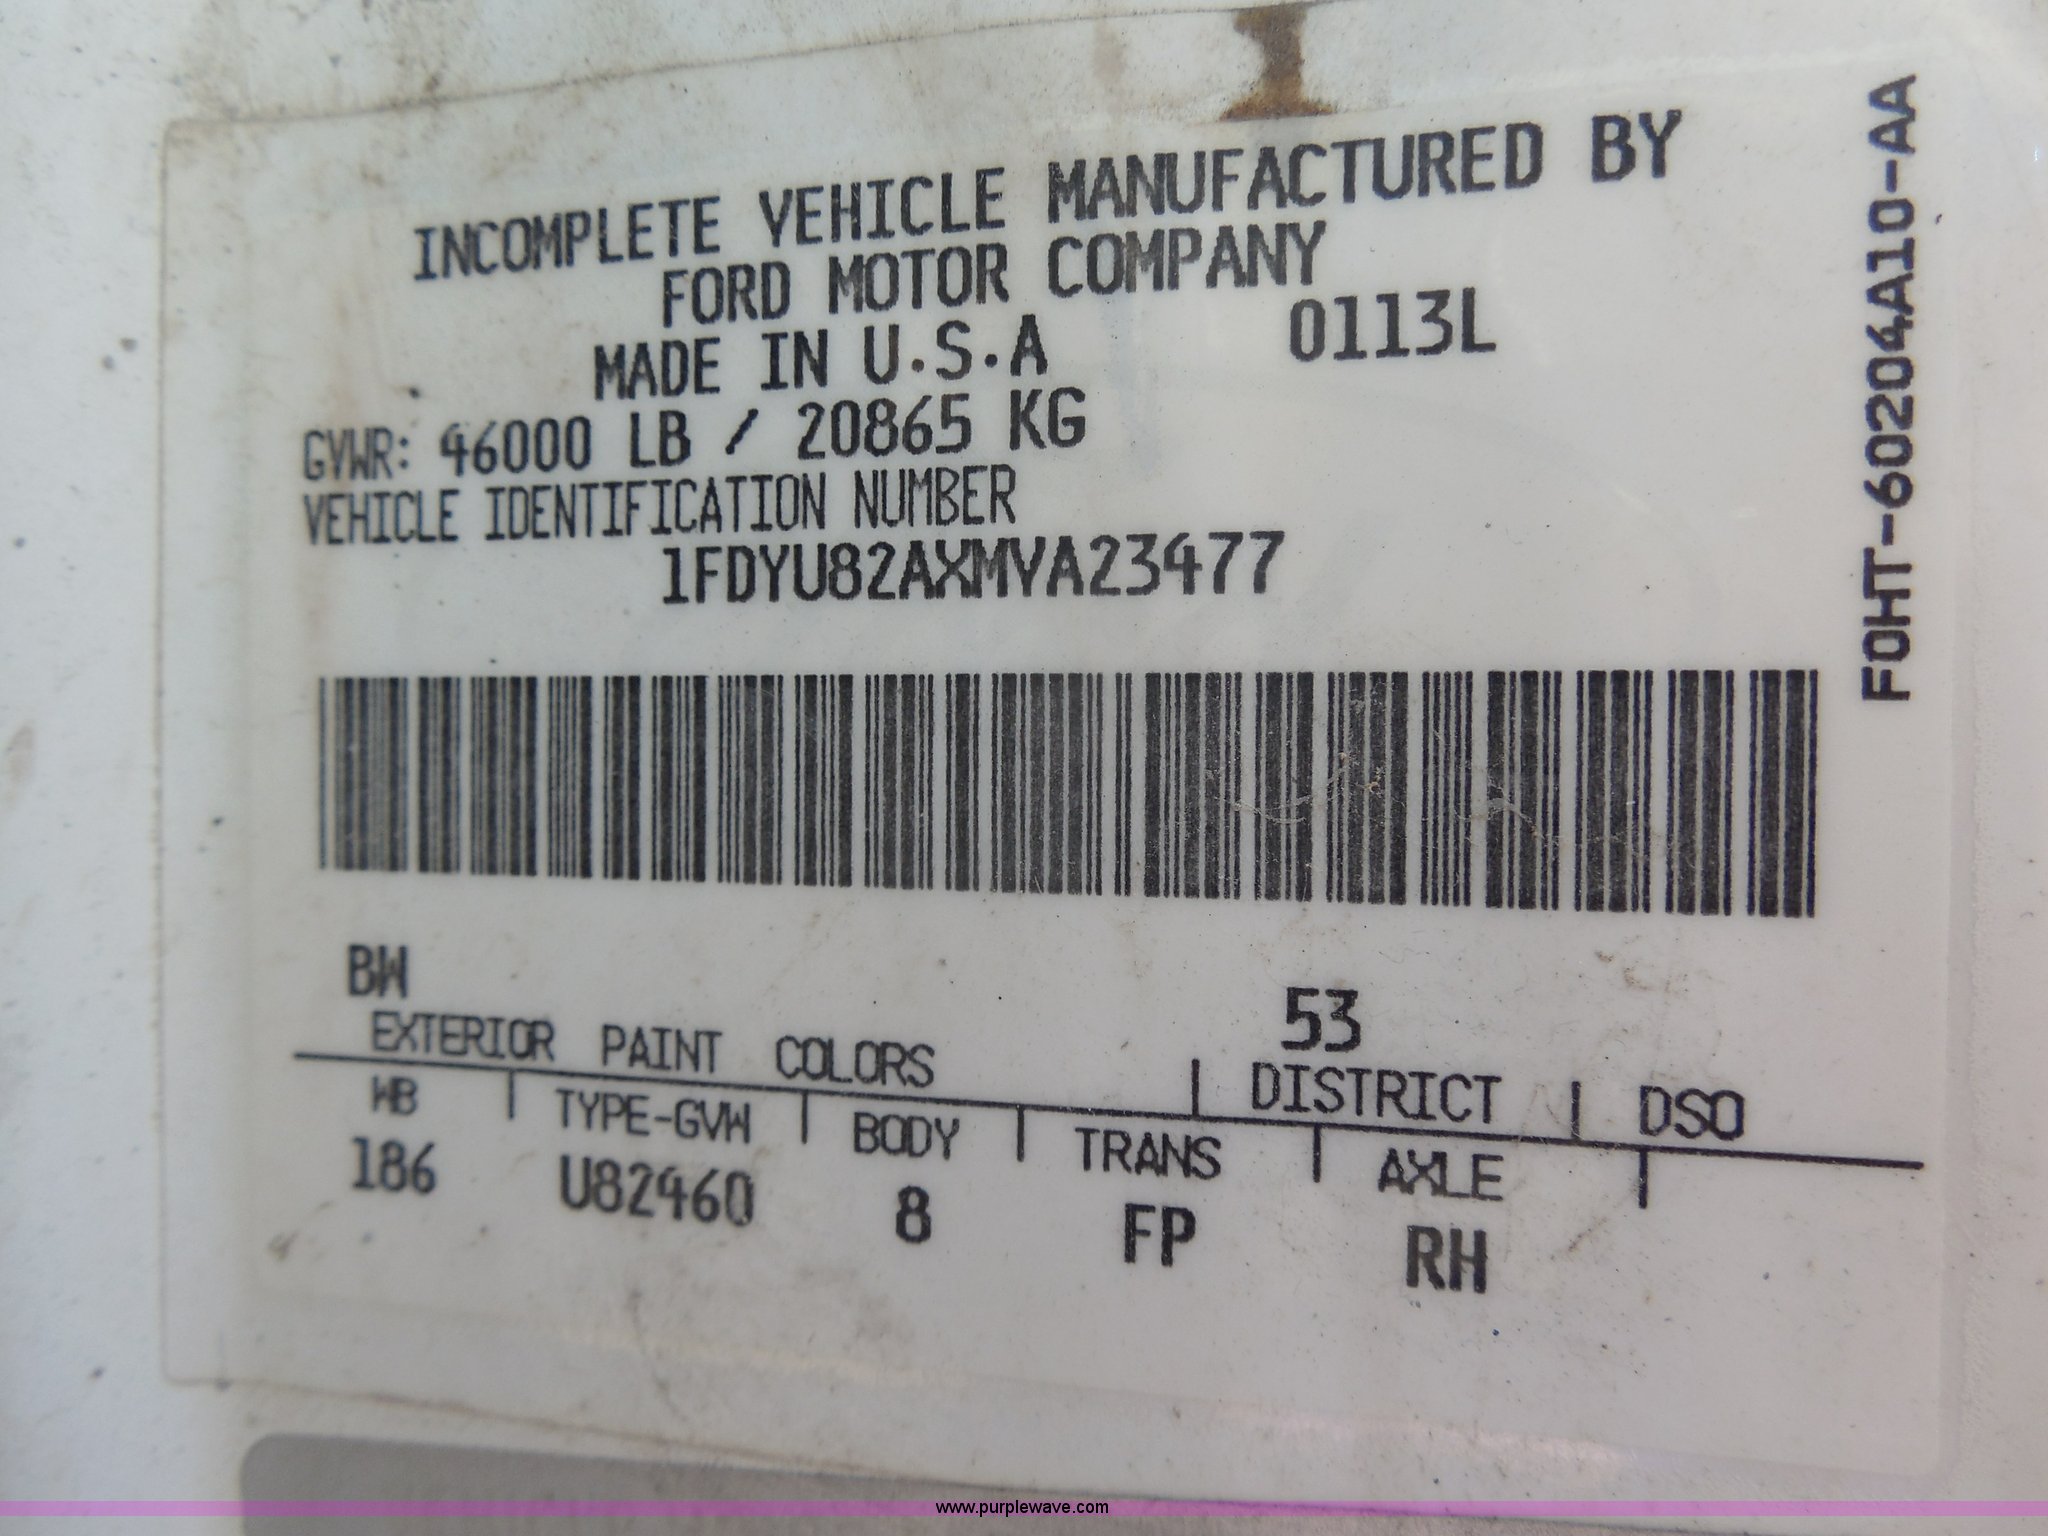 INCOMPLETE VEHICLE MANUFACTURED BY
FORD MOTOR COMPANY
MADE IN U.S.A 0113L
GVWR: 46000 LB / 20865 KG
VEHICLE IDENTIFICATION NUMBER
1FDYU82AXMVA23477
F0HT-60204A10-AA
BW 53
EXTERIOR PAINT COLORS DISTRICT DSO
WB TYPE-GVW BODY TRANS AXLE
186 U82460 8 FP RH
www.purplewave.com